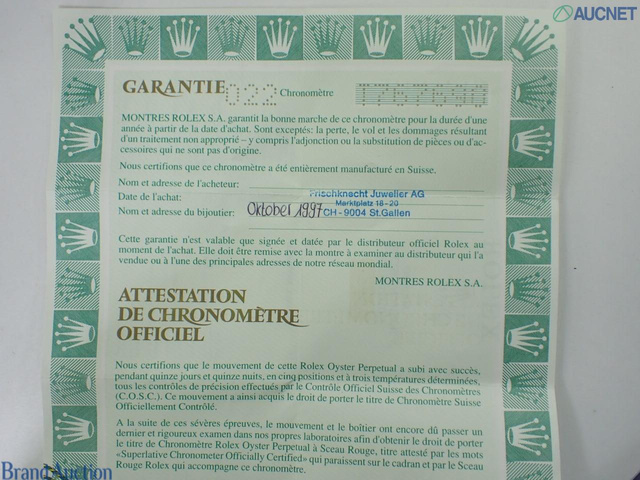 AUCNET
GARANTIE 022 Chronomètre
MONTRES ROLEX S.A. garantit la bonne marche de ce chronomètre pour la durée d'une
année à partir de la date d'achat. Sont exceptés: la perte, le vol et les dommages résultant
d'un traitement non approprié – y compris l'adjonction ou la substitution de pièces ou d'ac-
cessoires qui ne sont pas d'origine.
Nous certifions que ce chronomètre a été entièrement manufacturé en Suisse.
Nom et adresse de l'acheteur:
Frischknecht Juwelier AG
Date de l'achat:
Marktplatz 18-20
Nom et adresse du bijoutier: Oktober 1997 CH - 9004 St.Gallen
Cette garantie n'est valable que signée et datée par le distributeur officiel Rolex au
moment de l'achat. Elle doit être remise avec la montre à examiner au distributeur qui l'a
vendue ou à l'une des principales adresses de notre réseau mondial.
MONTRES ROLEX S.A.
ATTESTATION
DE CHRONOMÈTRE
OFFICIEL
Nous certifions que le mouvement de cette Rolex Oyster Perpetual a subi avec succès,
pendant quinze jours et quinze nuits, en cinq positions et à trois températures déterminées,
tous les contrôles de précision effectués par le Contrôle Officiel Suisse des Chronomètres
(C.O.S.C.). Ce mouvement a ainsi acquis le droit de porter le titre de Chronomètre Suisse
Officiellement Contrôlé.
A la suite de ces sévères épreuves, le mouvement et le boîtier ont encore dû passer un
dernier et rigoureux examen dans nos propres laboratoires afin d'obtenir le droit de porter
le titre de Chronomètre Rolex Oyster Perpetual à Sceau Rouge, titre attesté par les mots
«Superlative Chronometer Officially Certified» qui paraissent sur le cadran et par le Sceau
Rouge Rolex qui accompagne ce chronomètre.
Brand Auction